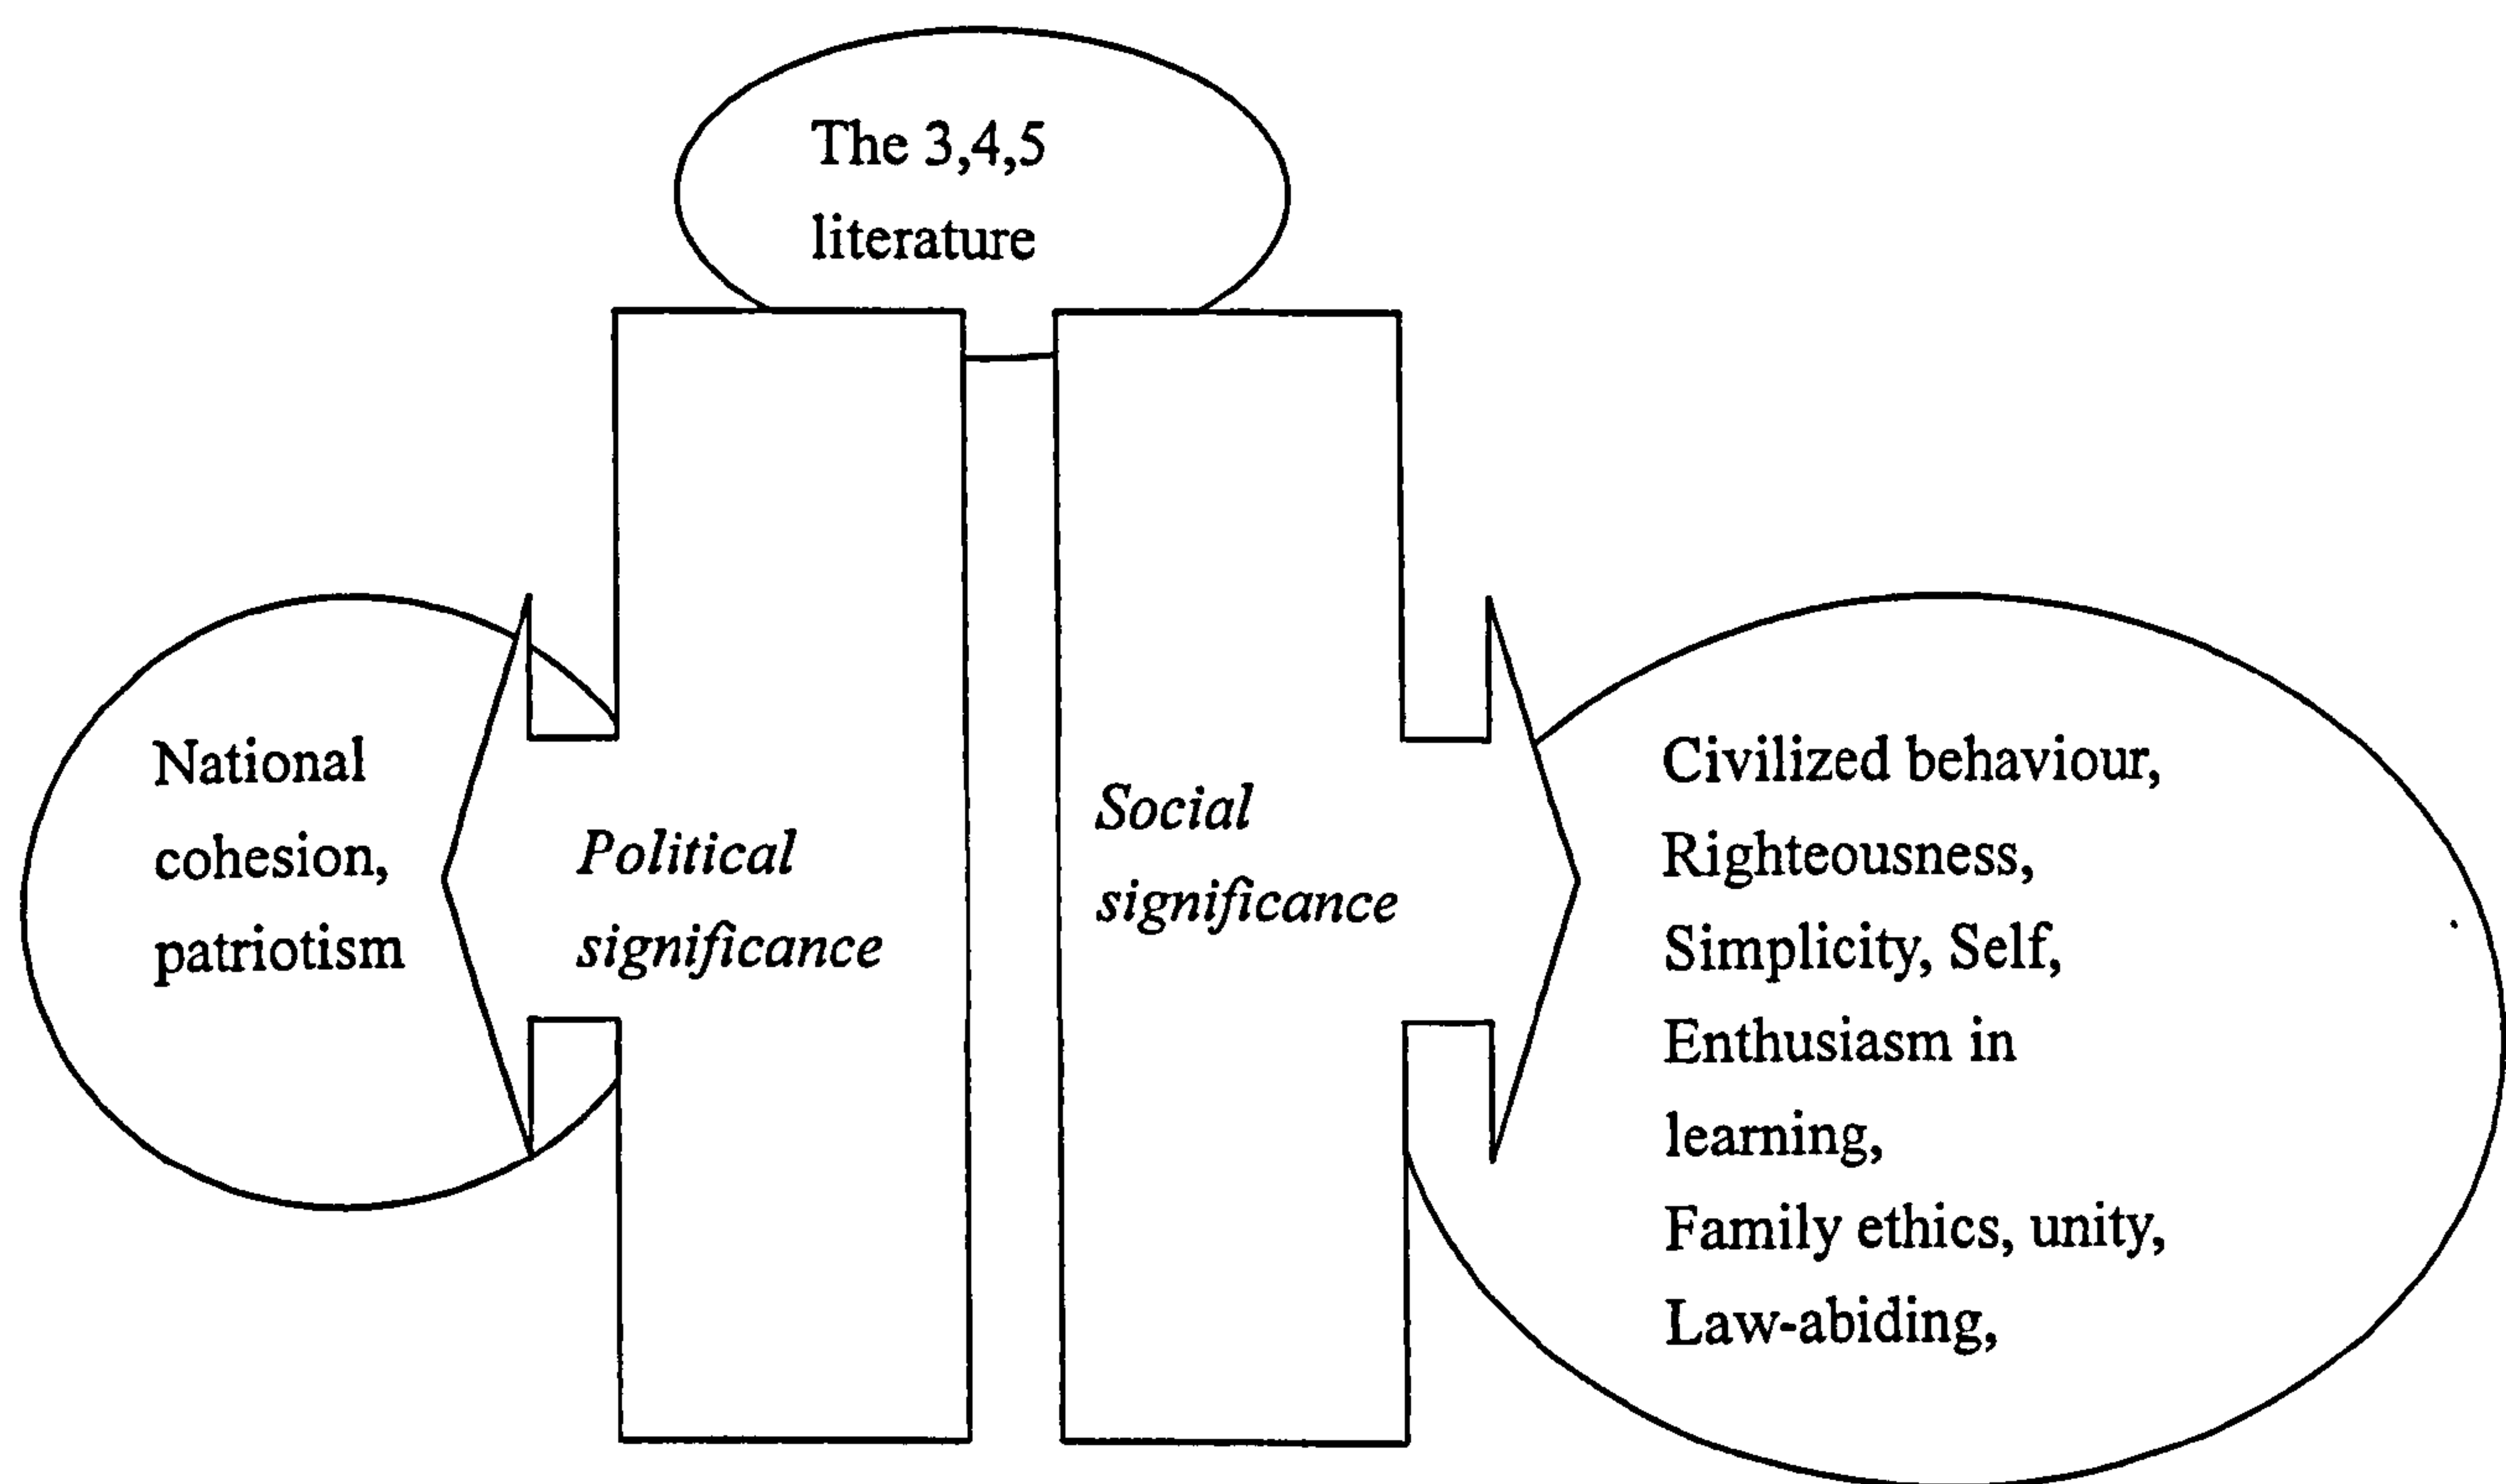 The 3,4,5
literature
National
cohesion,
patriotism
Political
significance
Social
significance
Civilized behaviour,
Righteousness,
Simplicity, Self,
Enthusiasm in
learning,
Family ethics, unity,
Law-abiding,